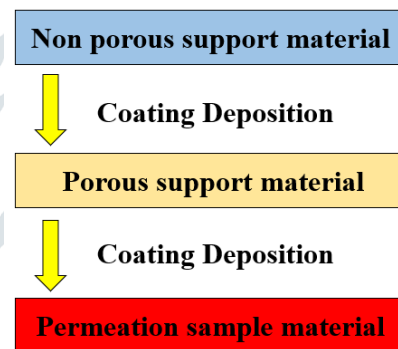 Non porous support material
Coating Deposition
Porous support material
Coating Deposition
Permeation sample material